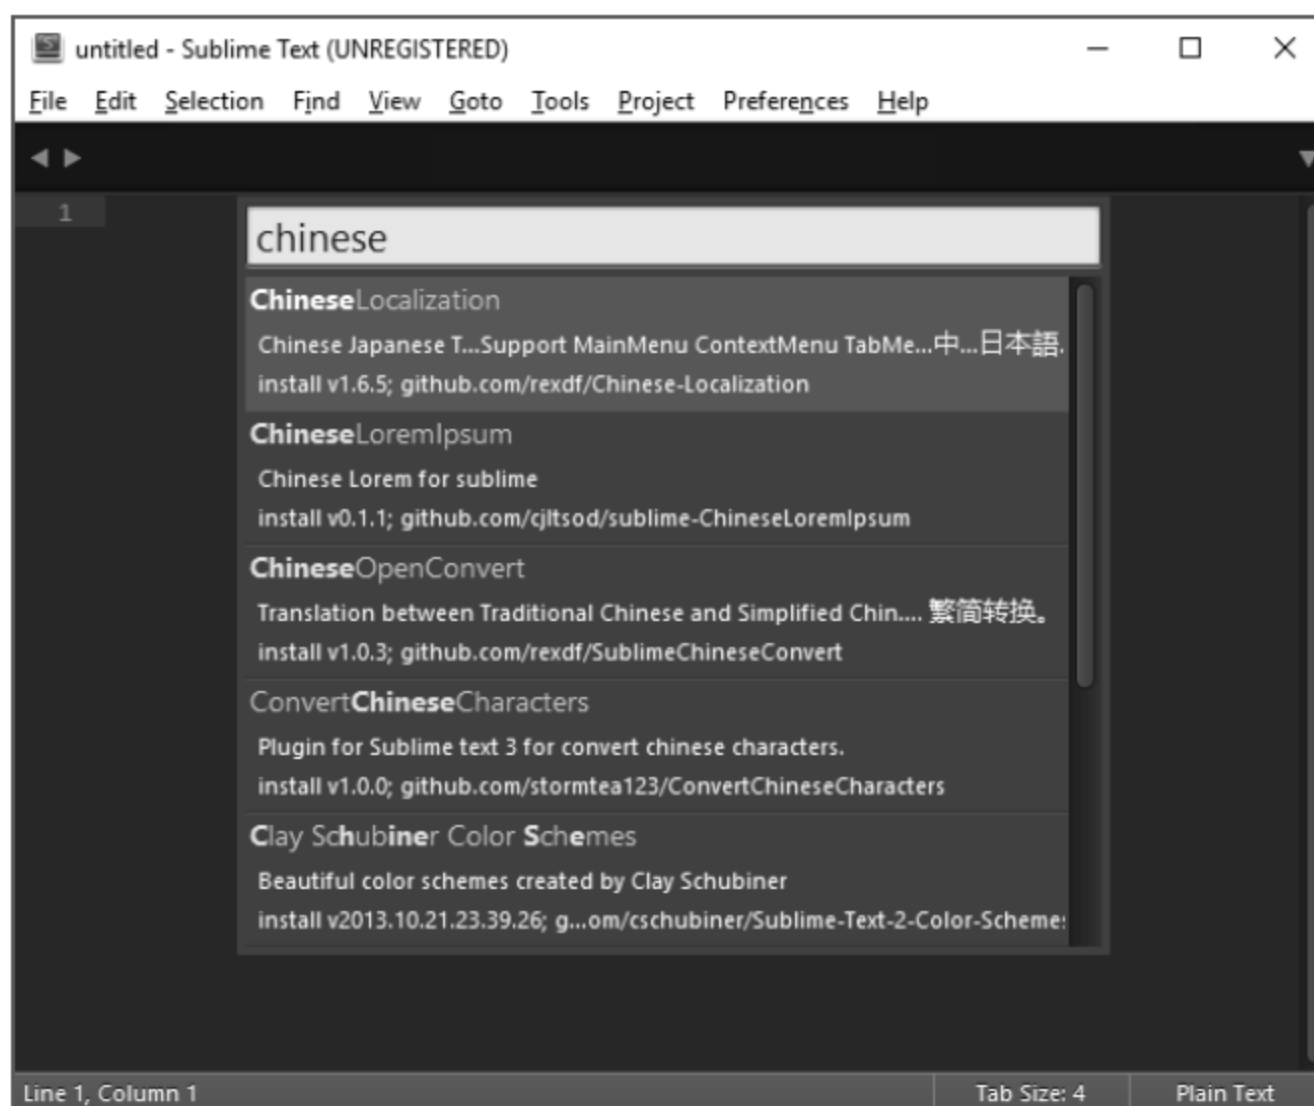 untitled - Sublime Text (UNREGISTERED)
File Edit Selection Find View Goto Tools Project Preferences Help
1
chinese
ChineseLocalization
Chinese Japanese T...Support MainMenu ContextMenu TabMe...中...日本語.
install v1.6.5; github.com/rexdf/Chinese-Localization
ChineseLoremIpsum
Chinese Lorem for sublime
install v0.1.1; github.com/cjltsod/sublime-ChineseLoremIpsum
ChineseOpenConvert
Translation between Traditional Chinese and Simplified Chin.... 繁简转换。
install v1.0.3; github.com/rexdf/SublimeChineseConvert
ConvertChineseCharacters
Plugin for Sublime text 3 for convert chinese characters.
install v1.0.0; github.com/stormtea123/ConvertChineseCharacters
Clay Schubiner Color Schemes
Beautiful color schemes created by Clay Schubiner
install v2013.10.21.23.39.26; g...om/cschubiner/Sublime-Text-2-Color-Schemes
Line 1, Column 1 Tab Size: 4 Plain Text